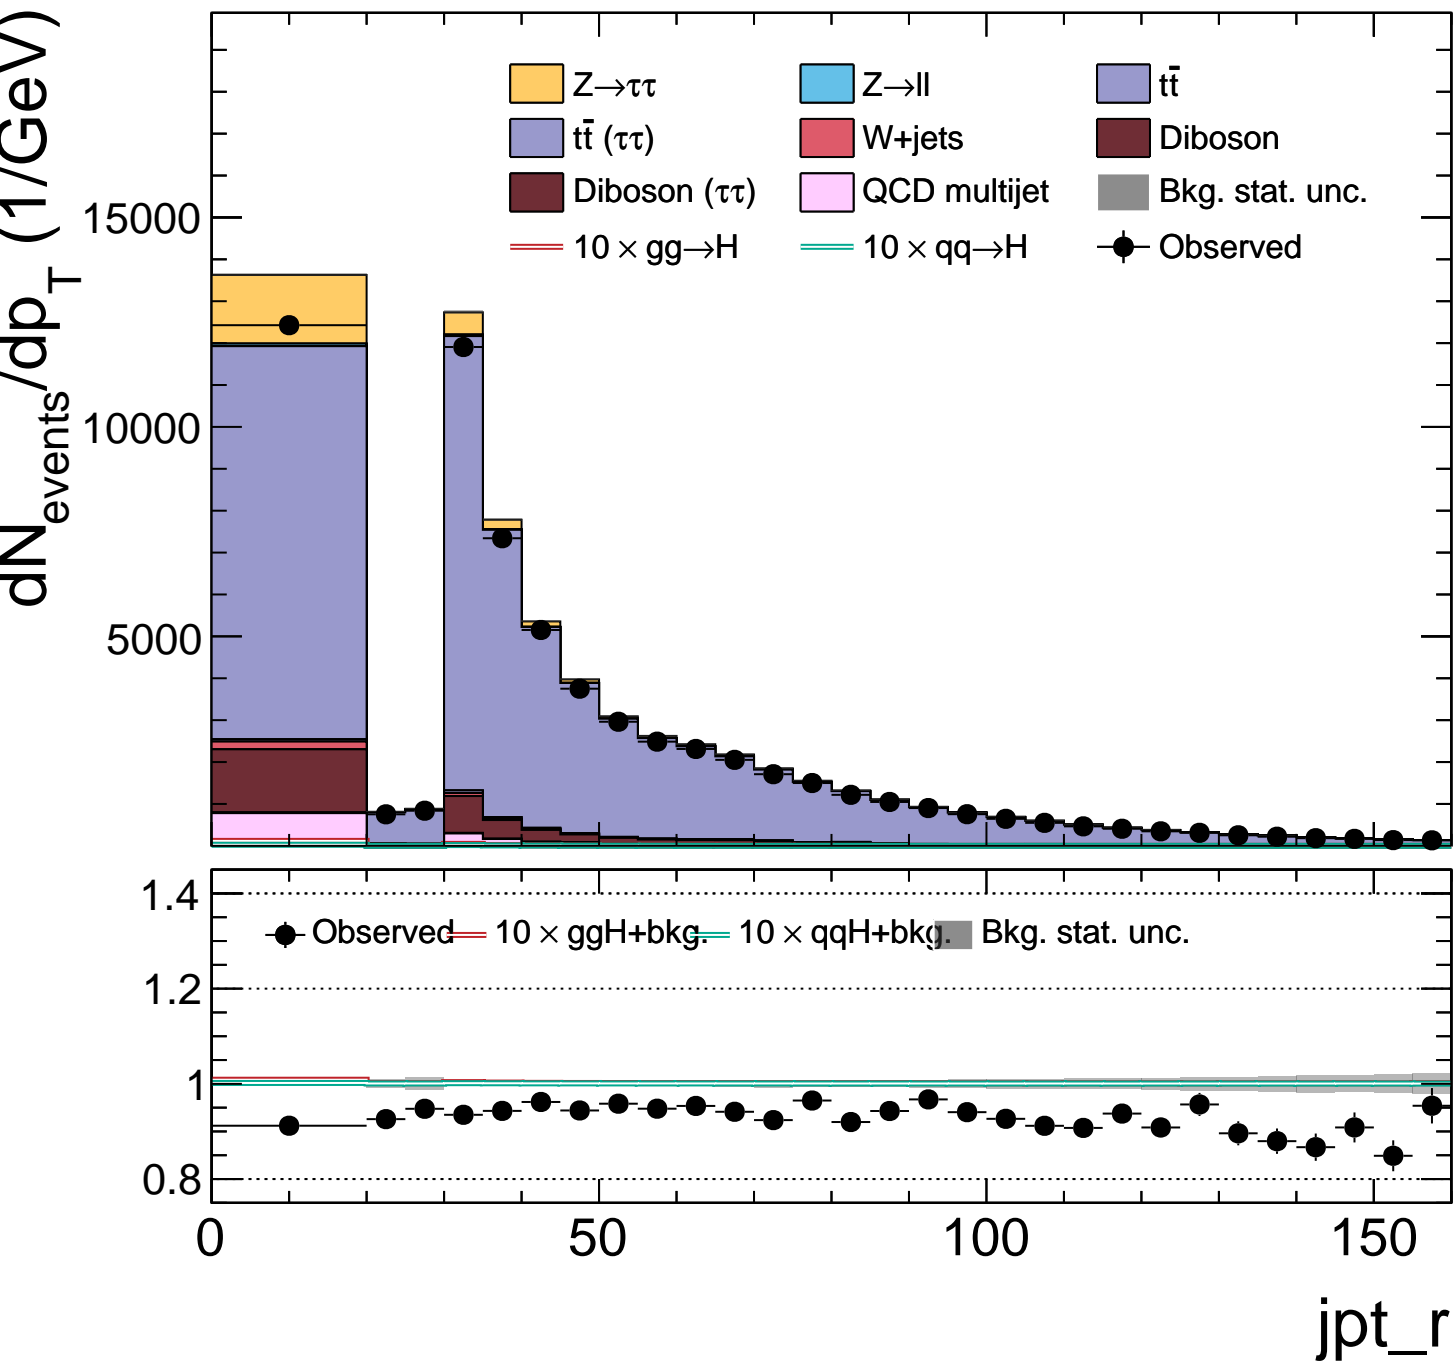 dN_events/dp_T (1/GeV)
Z→ττ Z→ll tt̄
tt̄ (ττ) W+jets Diboson
Diboson (ττ) QCD multijet Bkg. stat. unc.
10 × gg→H 10 × qq→H Observed
15000
10000
5000
1.4
Observed 10 × ggH+bkg. 10 × qqH+bkg. Bkg. stat. unc.
1.2
1
0.8
0 50 100 150
jpt_r